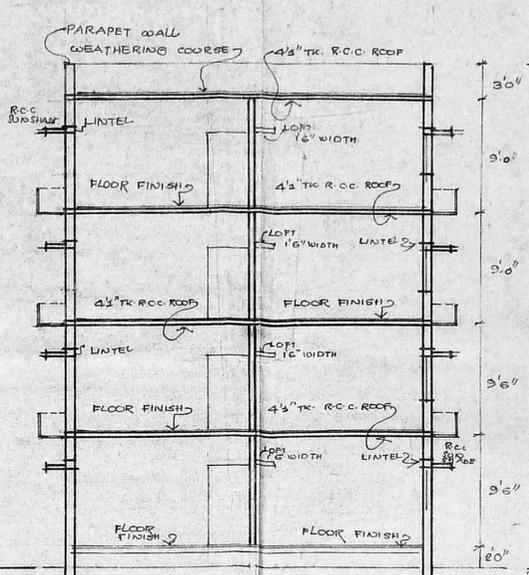 PARAPET WALL
WEATHERING COURSE
4½" TK. R.C.C. ROOF
3'0"
R.C.C
SUNSHADE
LINTEL
LOFT
1'6" WIDTH
9'0"
FLOOR FINISH
4½" TK. R.C.C. ROOF
LOFT
1'6" WIDTH
LINTEL
9'0"
4½" TK R.C.C. ROOF
FLOOR FINISH
LINTEL
LOFT
1'6" WIDTH
9'6"
FLOOR FINISH
4½" TK. R.C.C. ROOF
LOFT
1'6" WIDTH
LINTEL
R.C.C
9'6"
FLOOR
FINISH
FLOOR FINISH
2'0"